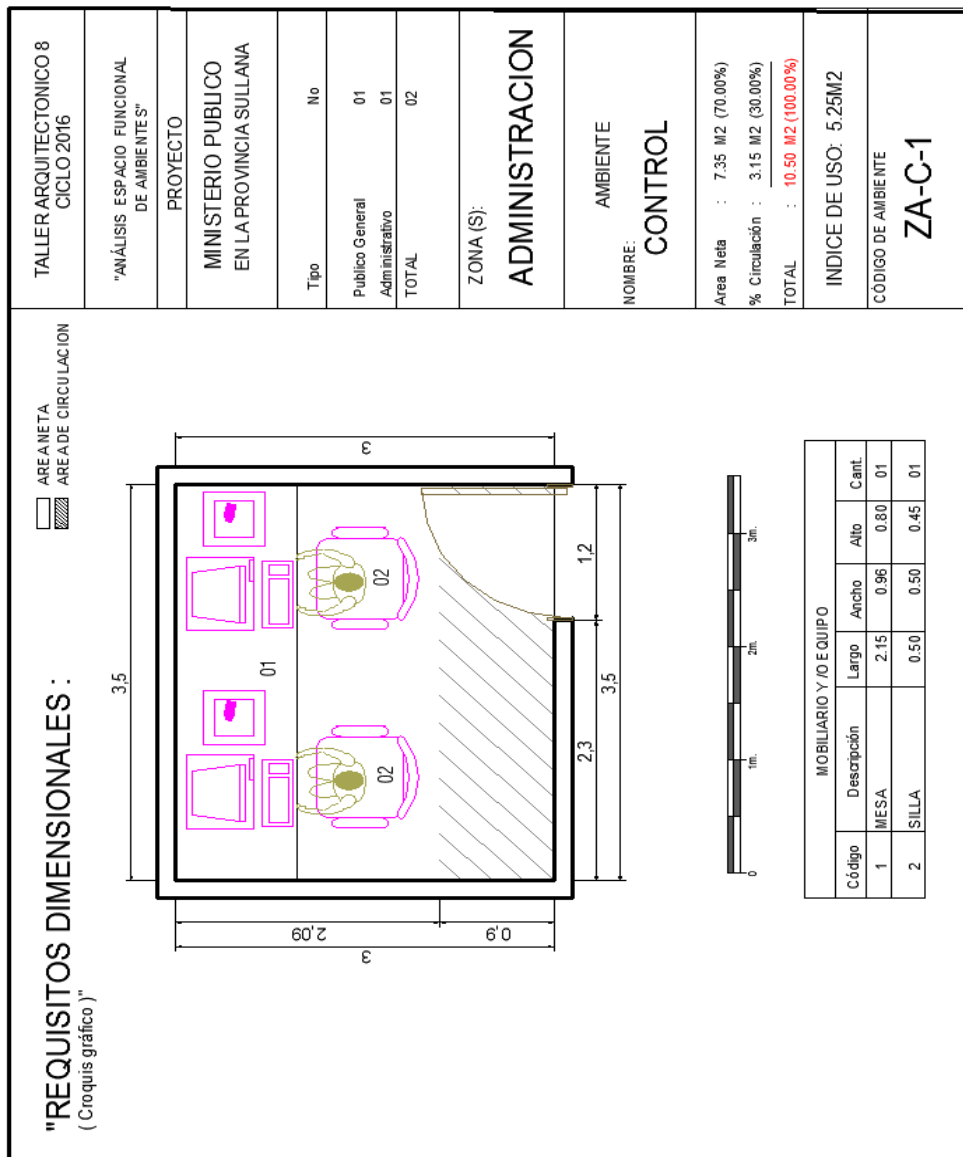 "REQUISITOS DIMENSIONALES :
( Croquis gráfico )"
AREA NETA
AREA DE CIRCULACION
3,5
3
2,09
0,9
3
01
02
02
1,2
2,3
3,5
0
1m.
2m.
3m.
MOBILIARIO Y /O EQUIPO
Código Descripción Largo Ancho Alto Cant.
1 MESA 2.15 0.96 0.80 01
2 SILLA 0.50 0.50 0.45 01
TALLER ARQUITECTONICO 8
CICLO 2016
"ANÁLISIS ESPACIO FUNCIONAL
DE AMBIENTES"
PROYECTO
MINISTERIO PUBLICO
EN LA PROVINCIA SULLANA
Tipo No
Publico General 01
Administrativo 01
TOTAL 02
ZONA (S):
ADMINISTRACION
AMBIENTE
NOMBRE:
CONTROL
Area Neta : 7.35 M2 (70.00%)
% Circulación : 3.15 M2 (30.00%)
TOTAL : 10.50 M2 (100.00%)
INDICE DE USO: 5.25M2
CÓDIGO DE AMBIENTE
ZA-C-1